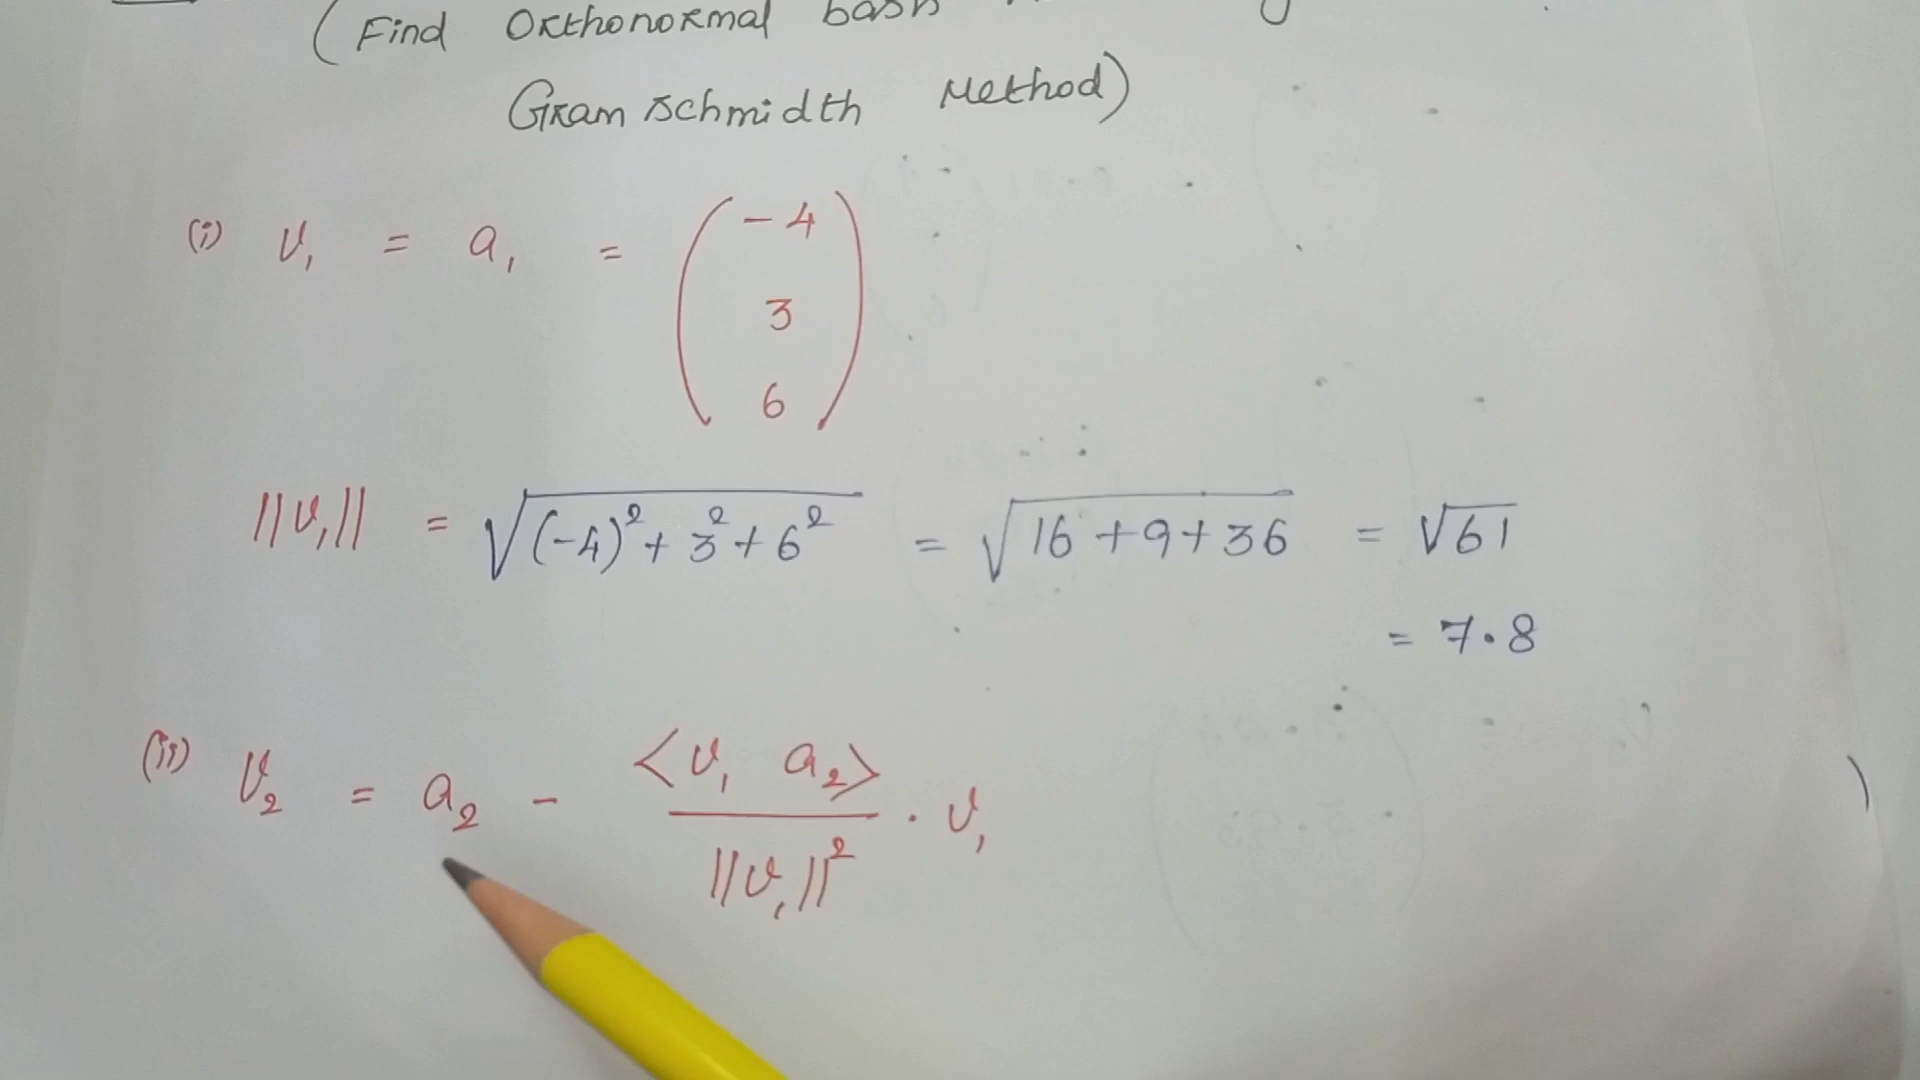 (Find Orthonormal basis
Gram schmidth Method)
(i) v₁ = a₁ = (-4 3 6)
||v₁|| = √(-4)² + 3² + 6² = √16 + 9 + 36 = √61
= 7.8
(ii) v₂ = a₂ - <v₁ a₂> / ||v₁||² . v₁